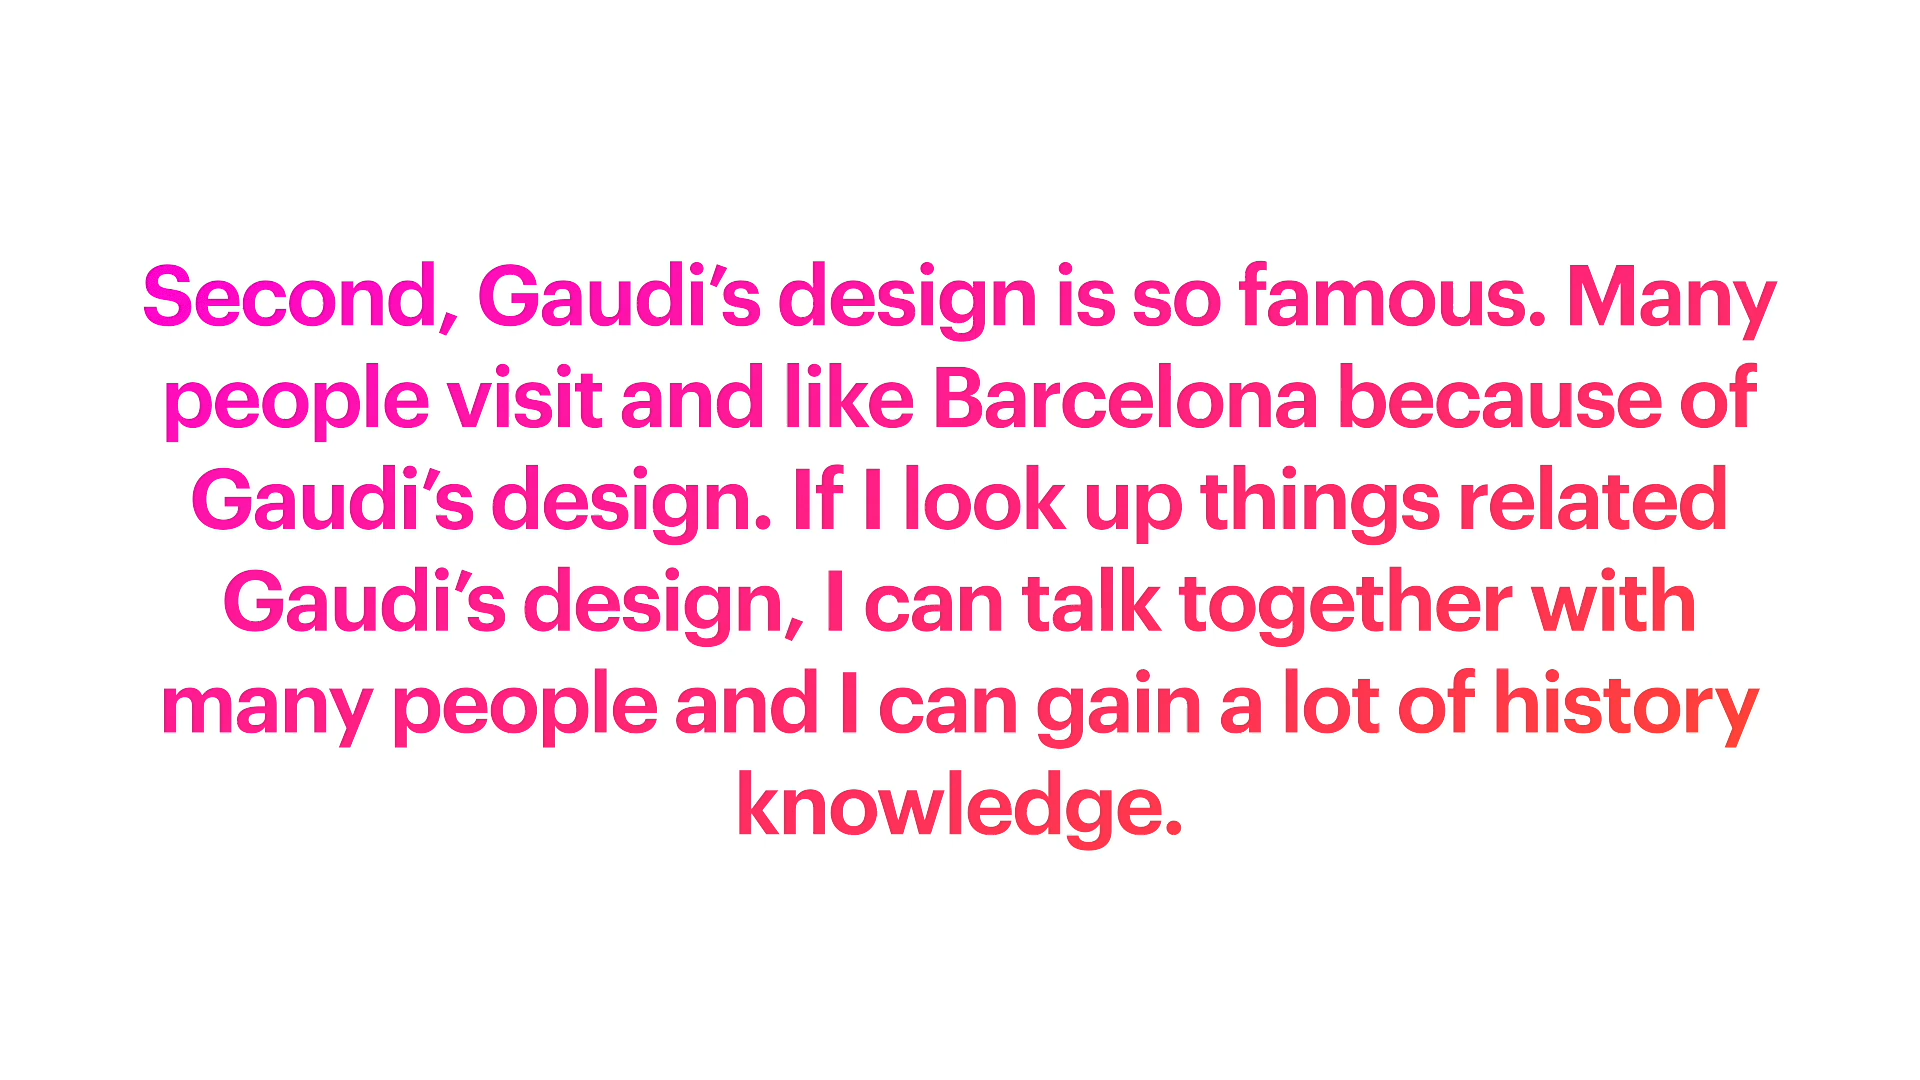 Second, Gaudi’s design is so famous. Many
people visit and like Barcelona because of
Gaudi’s design. If I look up things related
Gaudi’s design, I can talk together with
many people and I can gain a lot of history
knowledge.